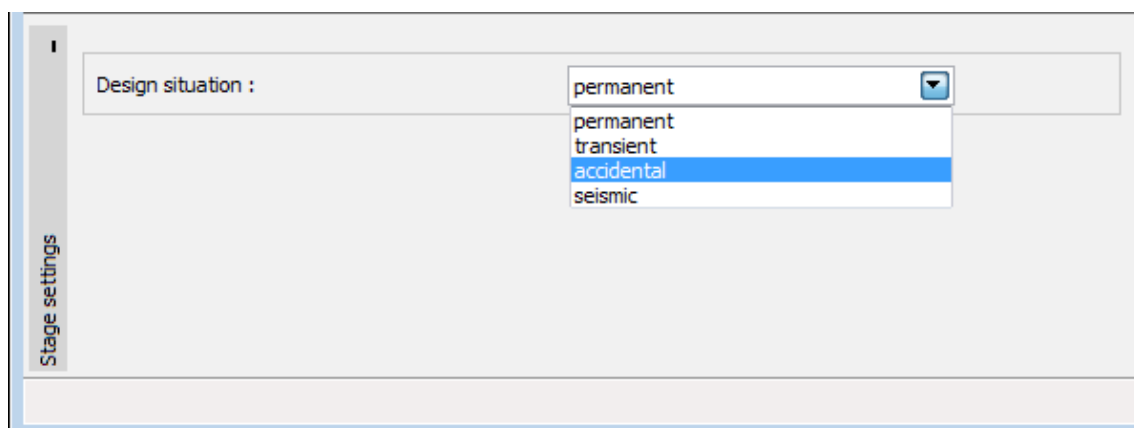 Design situation :
permanent
permanent
transient
accidental
seismic
Stage settings